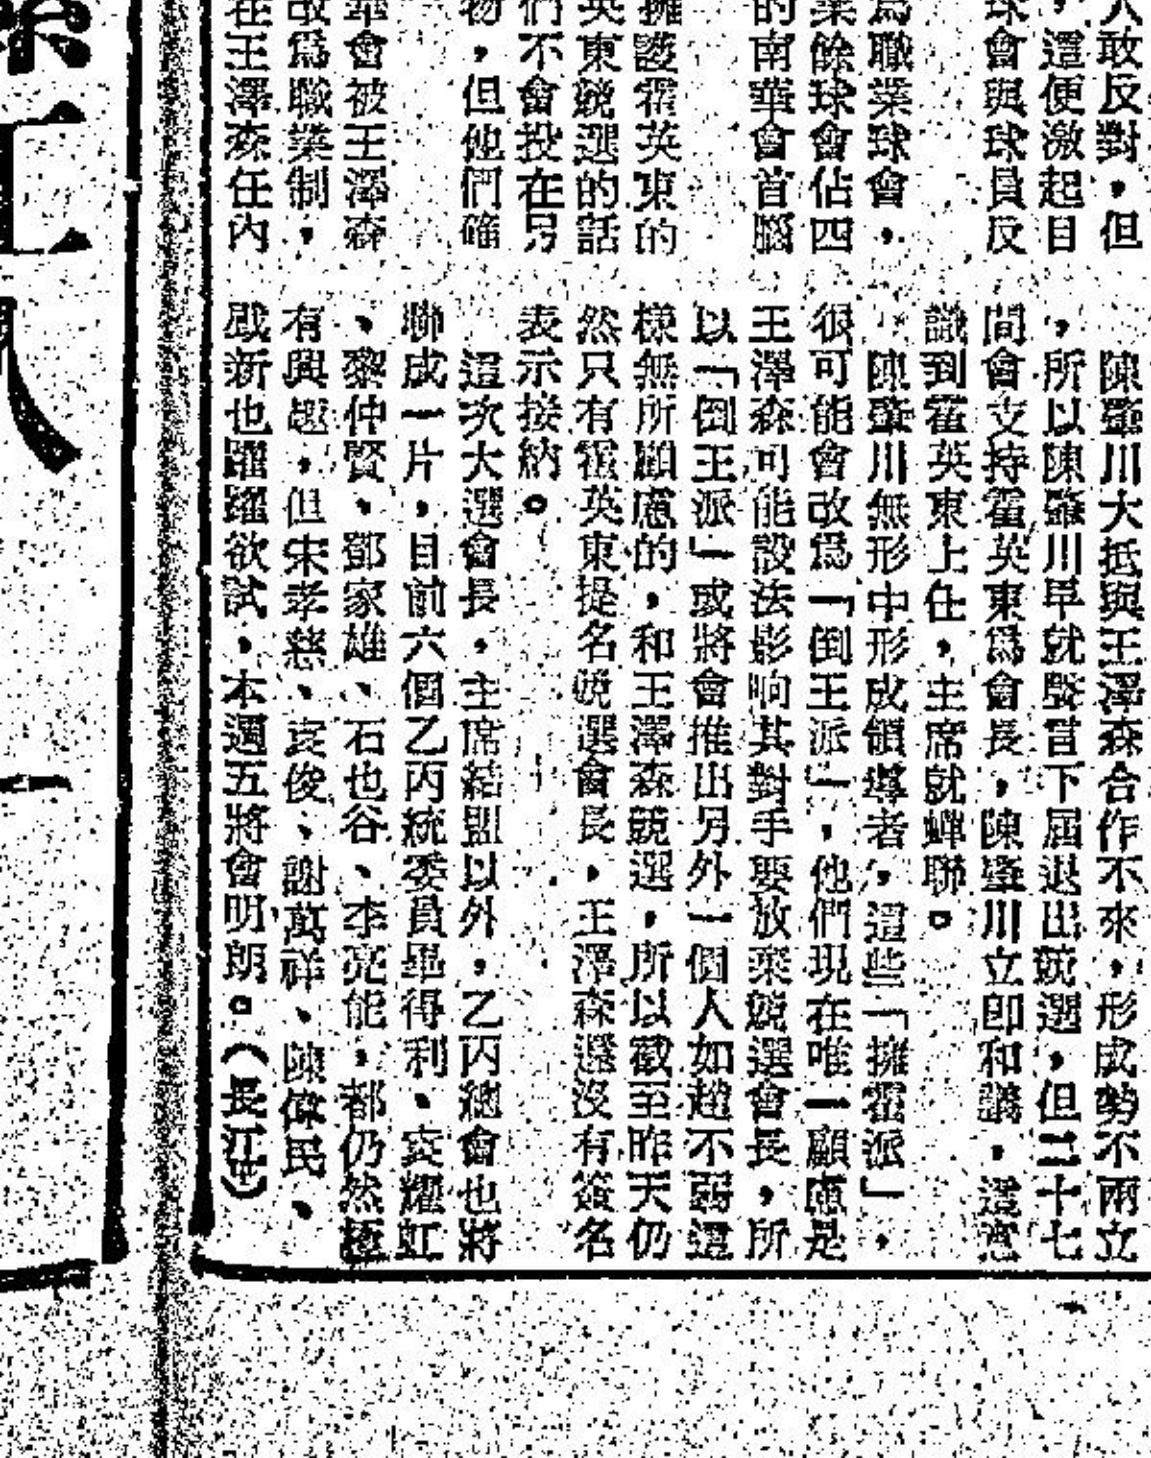 人敢反對，但
，這便激起目
球會與球員反
爲職業球會，
業餘球會佔四
的南華會首腦
擁護霍英東的
英東競選的話
們不會投在另
物，但他們確
華會被王澤森
改爲職業制，
在王澤森任內
陳肇川大抵與王澤森合作不來，形成勢不兩立
，所以陳肇川早就聲言下屆退出競選，但二十七
間會支持霍英東爲會長，陳肇川立卽和議，這意
識到霍英東上任，主席就蟬聯。
陳肇川無形中形成領導者，這些「擁霍派」，
很可能會改爲「倒王派」，他們現在唯一顧慮是
王澤森可能設法影响其對手要放棄競選會長，所
以「倒王派」或將會推出另外一個人如趙不弱這
樣無所顧慮的，和王澤森競選，所以截至昨天仍
然只有霍英東提名競選會長，王澤森還沒有簽名
表示接納。
這次大選會長，主席結盟以外，乙丙總會也將
聯成一片，目前六個乙丙統委員畢得利、袁耀虹
、黎仲賢、鄧家雄、石也谷、李亮能，都仍然極
有興趣，但宋孝慈、袁俊、謝萬祥、陳偉民、
戚新也躍躍欲試，本週五將會明朗。（長江）